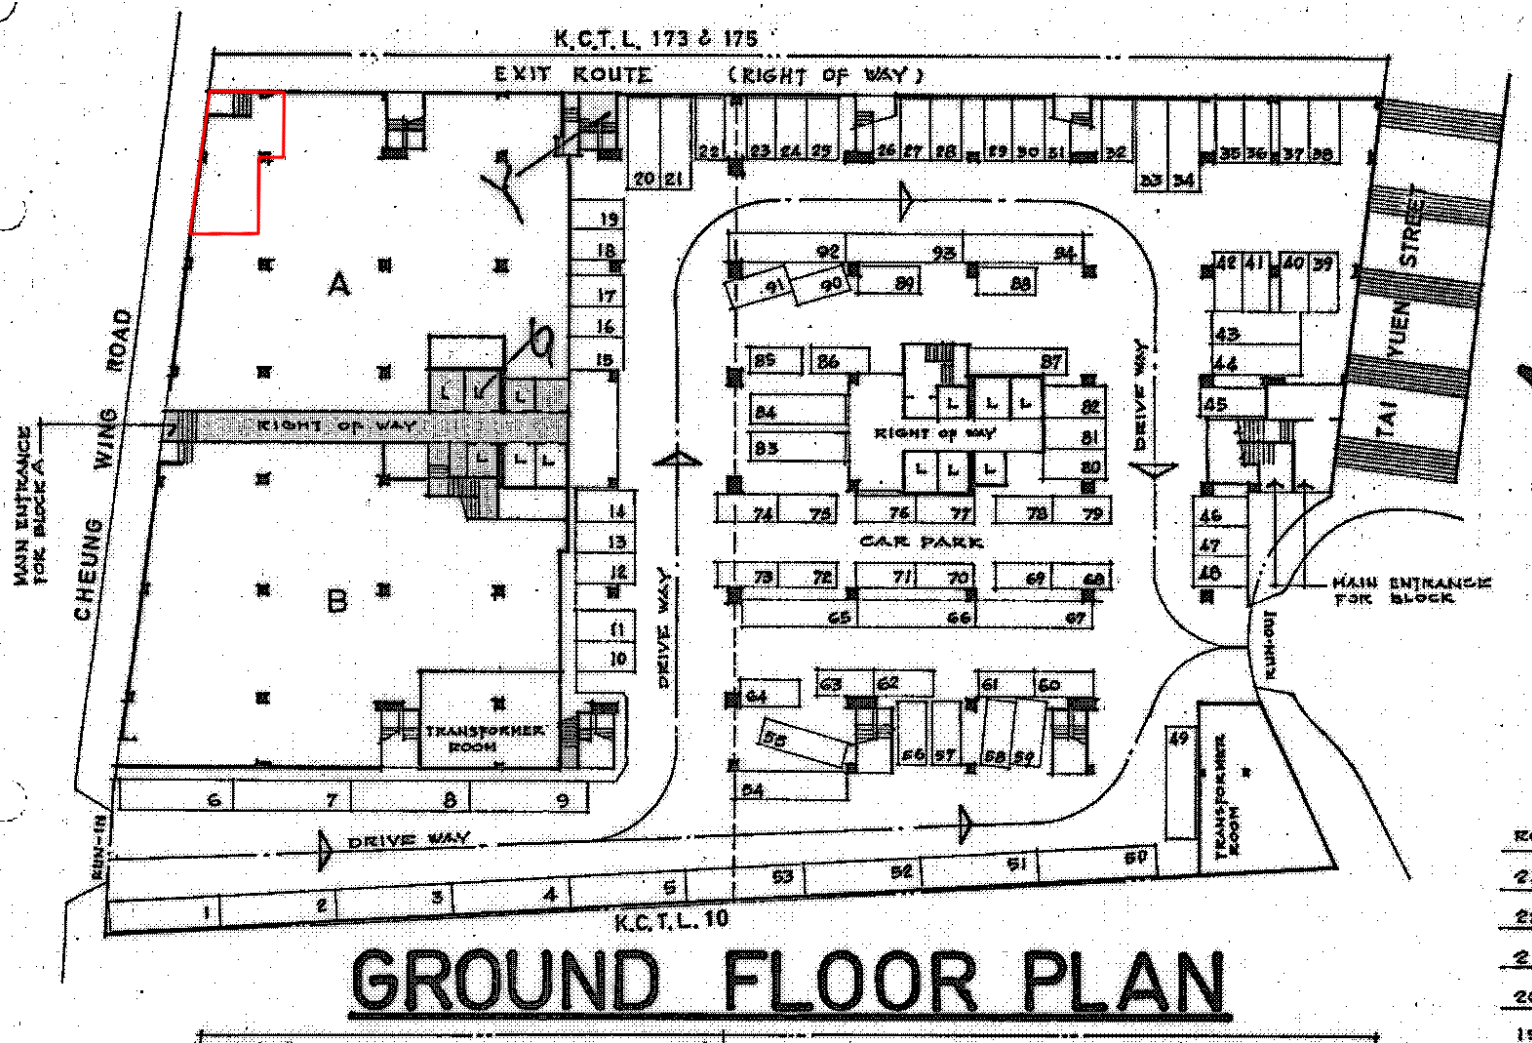 K.C.T.L. 173 & 175
EXIT ROUTE (RIGHT OF WAY)
22 23 24 25 26 27 28 29 30 31 32 35 36 37 38
20 21 33 34
19
18
17
16
15
92 93 94
91 90 89 88
42 41 40 39
43
44
45
85 86 87
84
83
82
81
80
A
CHEUNG WING ROAD
TAI YUEN STREET
DRIVE WAY
RIGHT OF WAY
L L L
L L L
RIGHT OF WAY
L L L
L L L
MAIN ENTRANCE
FOR BLOCK A
14
13
12
11
10
74 75 76 77 78 79
CAR PARK
73 72 71 70 69 68
65 66 67
46
47
48
MAIN ENTRANCE
FOR BLOCK
B
DRIVE WAY
RUN-OUT
64 63 62 61 60
55 56 57 58 59
54
49
TRANSFORMER
ROOM
TRANSFORMER
ROOM
6 7 8 9
RUN-IN
DRIVE WAY
1 2 3 4 5 53 52 51 50
K.C.T.L. 10
GROUND FLOOR PLAN